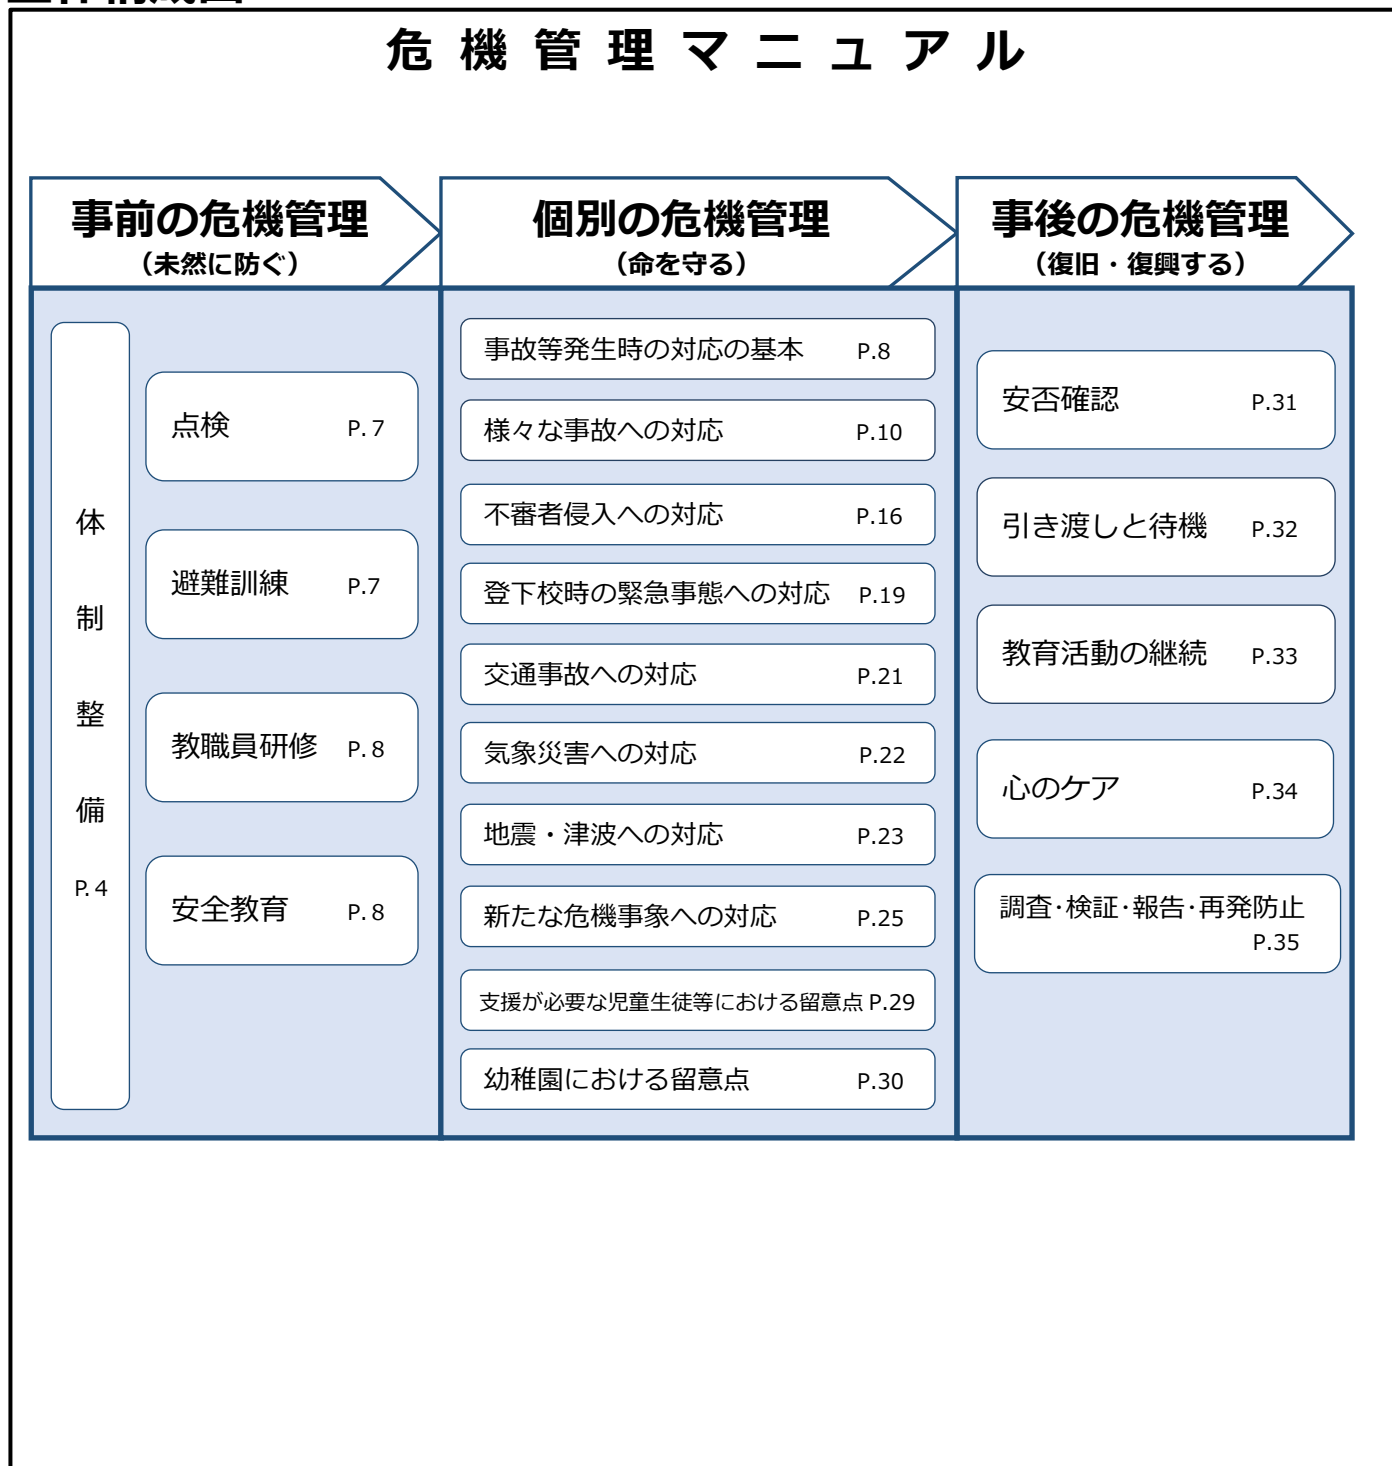 危機管理マニュアル
事前の危機管理
（未然に防ぐ）
体制整備 P.4
点検 P.7
避難訓練 P.7
教職員研修 P.8
安全教育 P.8
個別の危機管理
（命を守る）
事故等発生時の対応の基本 P.8
様々な事故への対応 P.10
不審者侵入への対応 P.16
登下校時の緊急事態への対応 P.19
交通事故への対応 P.21
気象災害への対応 P.22
地震・津波への対応 P.23
新たな危機事象への対応 P.25
支援が必要な児童生徒等における留意点 P.29
幼稚園における留意点 P.30
事後の危機管理
（復旧・復興する）
安否確認 P.31
引き渡しと待機 P.32
教育活動の継続 P.33
心のケア P.34
調査･検証･報告･再発防止
P.35